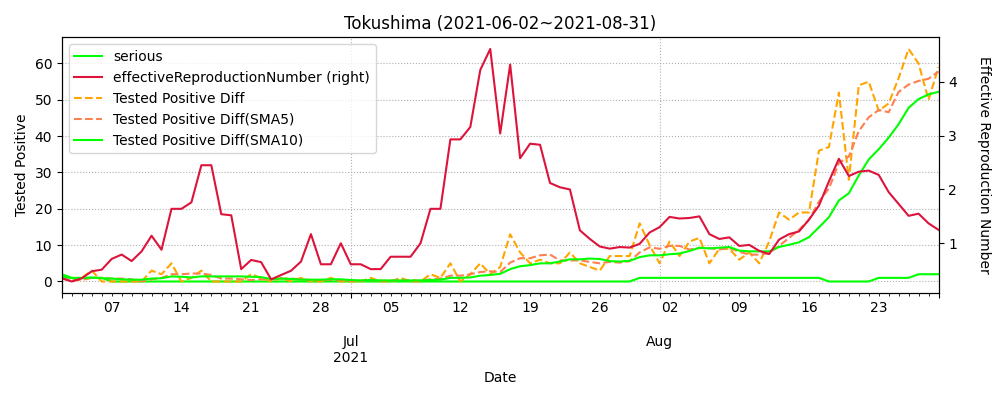 Tokushima (2021-06-02~2021-08-31)
serious
effectiveReproductionNumber (right)
Tested Positive Diff
Tested Positive Diff(SMA5)
Tested Positive Diff(SMA10)
Tested Positive
60
50
40
30
20
10
0
4
3
2
1
Effective Reproduction Number
07 14 21 28 05 12 19 26 02 09 16 23
Jul Aug
2021
Date